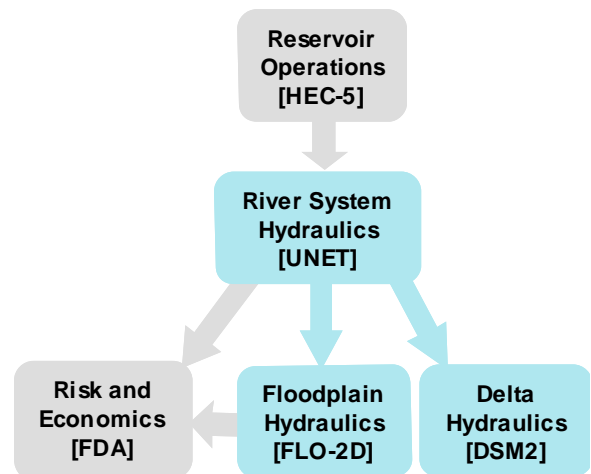 Reservoir
Operations
[HEC-5]
River System
Hydraulics
[UNET]
Risk and
Economics
[FDA]
Floodplain
Hydraulics
[FLO-2D]
Delta
Hydraulics
[DSM2]